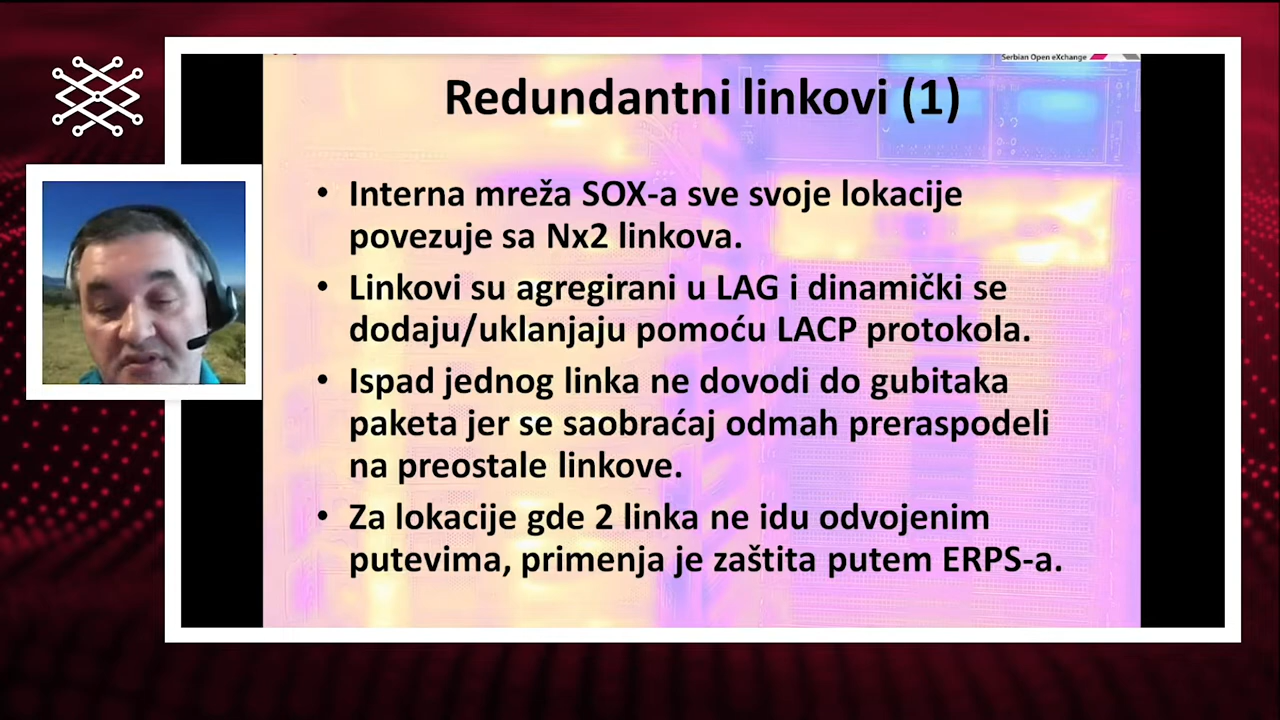 Serbian Open eXchange
Redundantni linkovi (1)
• Interna mreža SOX-a sve svoje lokacije
povezuje sa Nx2 linkova.
• Linkovi su agregirani u LAG i dinamički se
dodaju/uklanjaju pomoću LACP protokola.
• Ispad jednog linka ne dovodi do gubitaka
paketa jer se saobraćaj odmah preraspodeli
na preostale linkove.
• Za lokacije gde 2 linka ne idu odvojenim
putevima, primenja je zaštita putem ERPS-a.